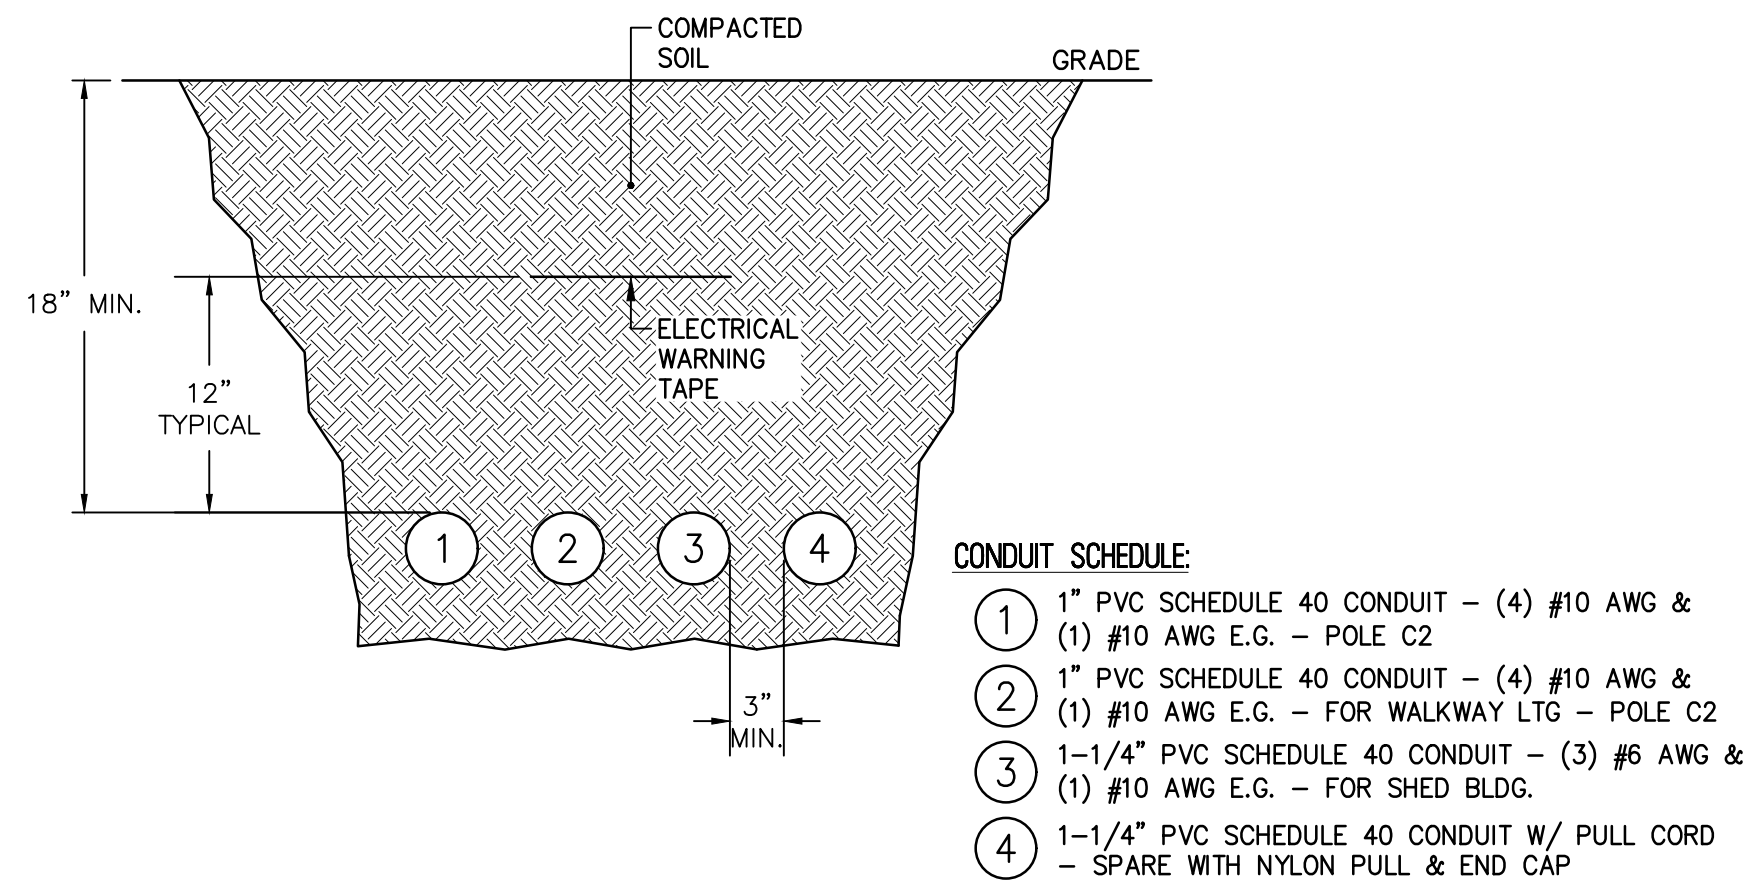 COMPACTED
SOIL
GRADE
18” MIN.
ELECTRICAL
WARNING
TAPE
12”
TYPICAL
1 2 3 4
3”
MIN.
CONDUIT SCHEDULE:
1 1” PVC SCHEDULE 40 CONDUIT – (4) #10 AWG &
(1) #10 AWG E.G. – POLE C2
2 1” PVC SCHEDULE 40 CONDUIT – (4) #10 AWG &
(1) #10 AWG E.G. – FOR WALKWAY LTG – POLE C2
3 1–1/4” PVC SCHEDULE 40 CONDUIT – (3) #6 AWG &
(1) #10 AWG E.G. – FOR SHED BLDG.
4 1–1/4” PVC SCHEDULE 40 CONDUIT W/ PULL CORD
– SPARE WITH NYLON PULL & END CAP